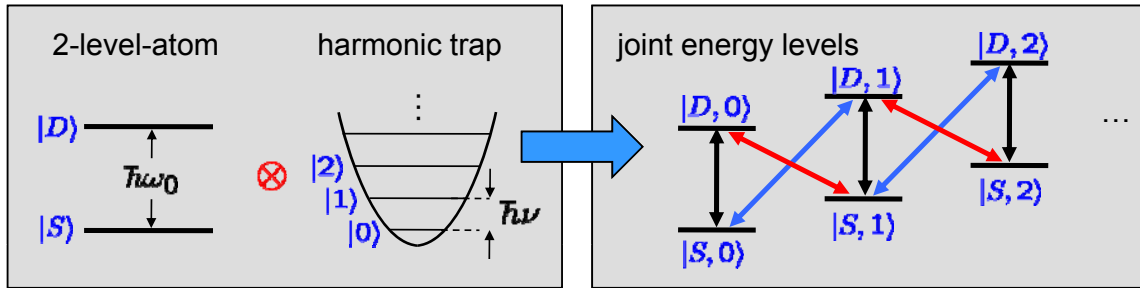 2-level-atom
harmonic trap
|D⟩
ħω₀
|S⟩
⊗
⋮
|2⟩
|1⟩
|0⟩
ħν
joint energy levels
|D, 0⟩
|D, 1⟩
|D, 2⟩
...
|S, 0⟩
|S, 1⟩
|S, 2⟩